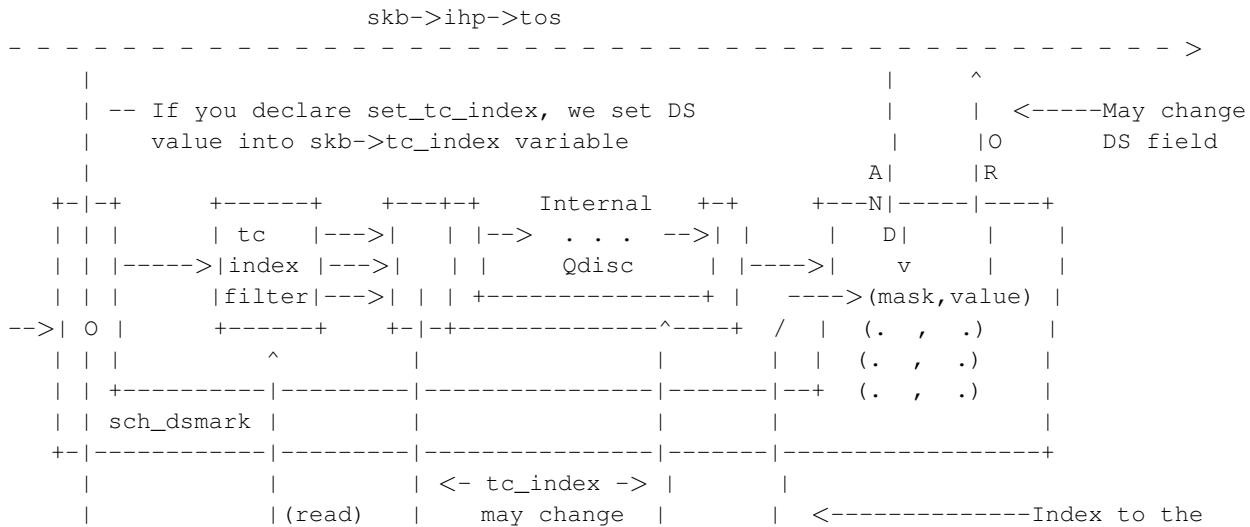 skb->ihp->tos
- - - - - - - - - - - - - - - - - - - - - - - - - - - - - - - - - - - - - - - - - >
      |                                                        |     ^
      | -- If you declare set_tc_index, we set DS              |     |  <-----May change
      |    value into skb->tc_index variable                   |     |O       DS field
      |                                                       A|     |R
    +-|-+      +------+    +---+-+    Internal   +-+     +---N|-----|----+
    | | |      | tc   |--->|   | |-->  . . .  -->| |     |   D|     |    |
    | | |----->|index |--->|   | |     Qdisc     | |---->|    v     |    |
    | | |      |filter|--->| | | +---------------+ |   ---->(mask,value) |
 -->| O |      +------+    +-|-+--------------^----+  /  |  (.  ,  .)    |
    | | |          ^         |                |       |  |  (.  ,  .)    |
    | | +----------|---------|----------------|-------|--+  (.  ,  .)    |
    | | sch_dsmark |         |                |       |                  |
    +-|------------|---------|----------------|-------|------------------+
      |            |         | <- tc_index -> |       |
      |            |(read)   |    may change  |       |  <--------------Index to the